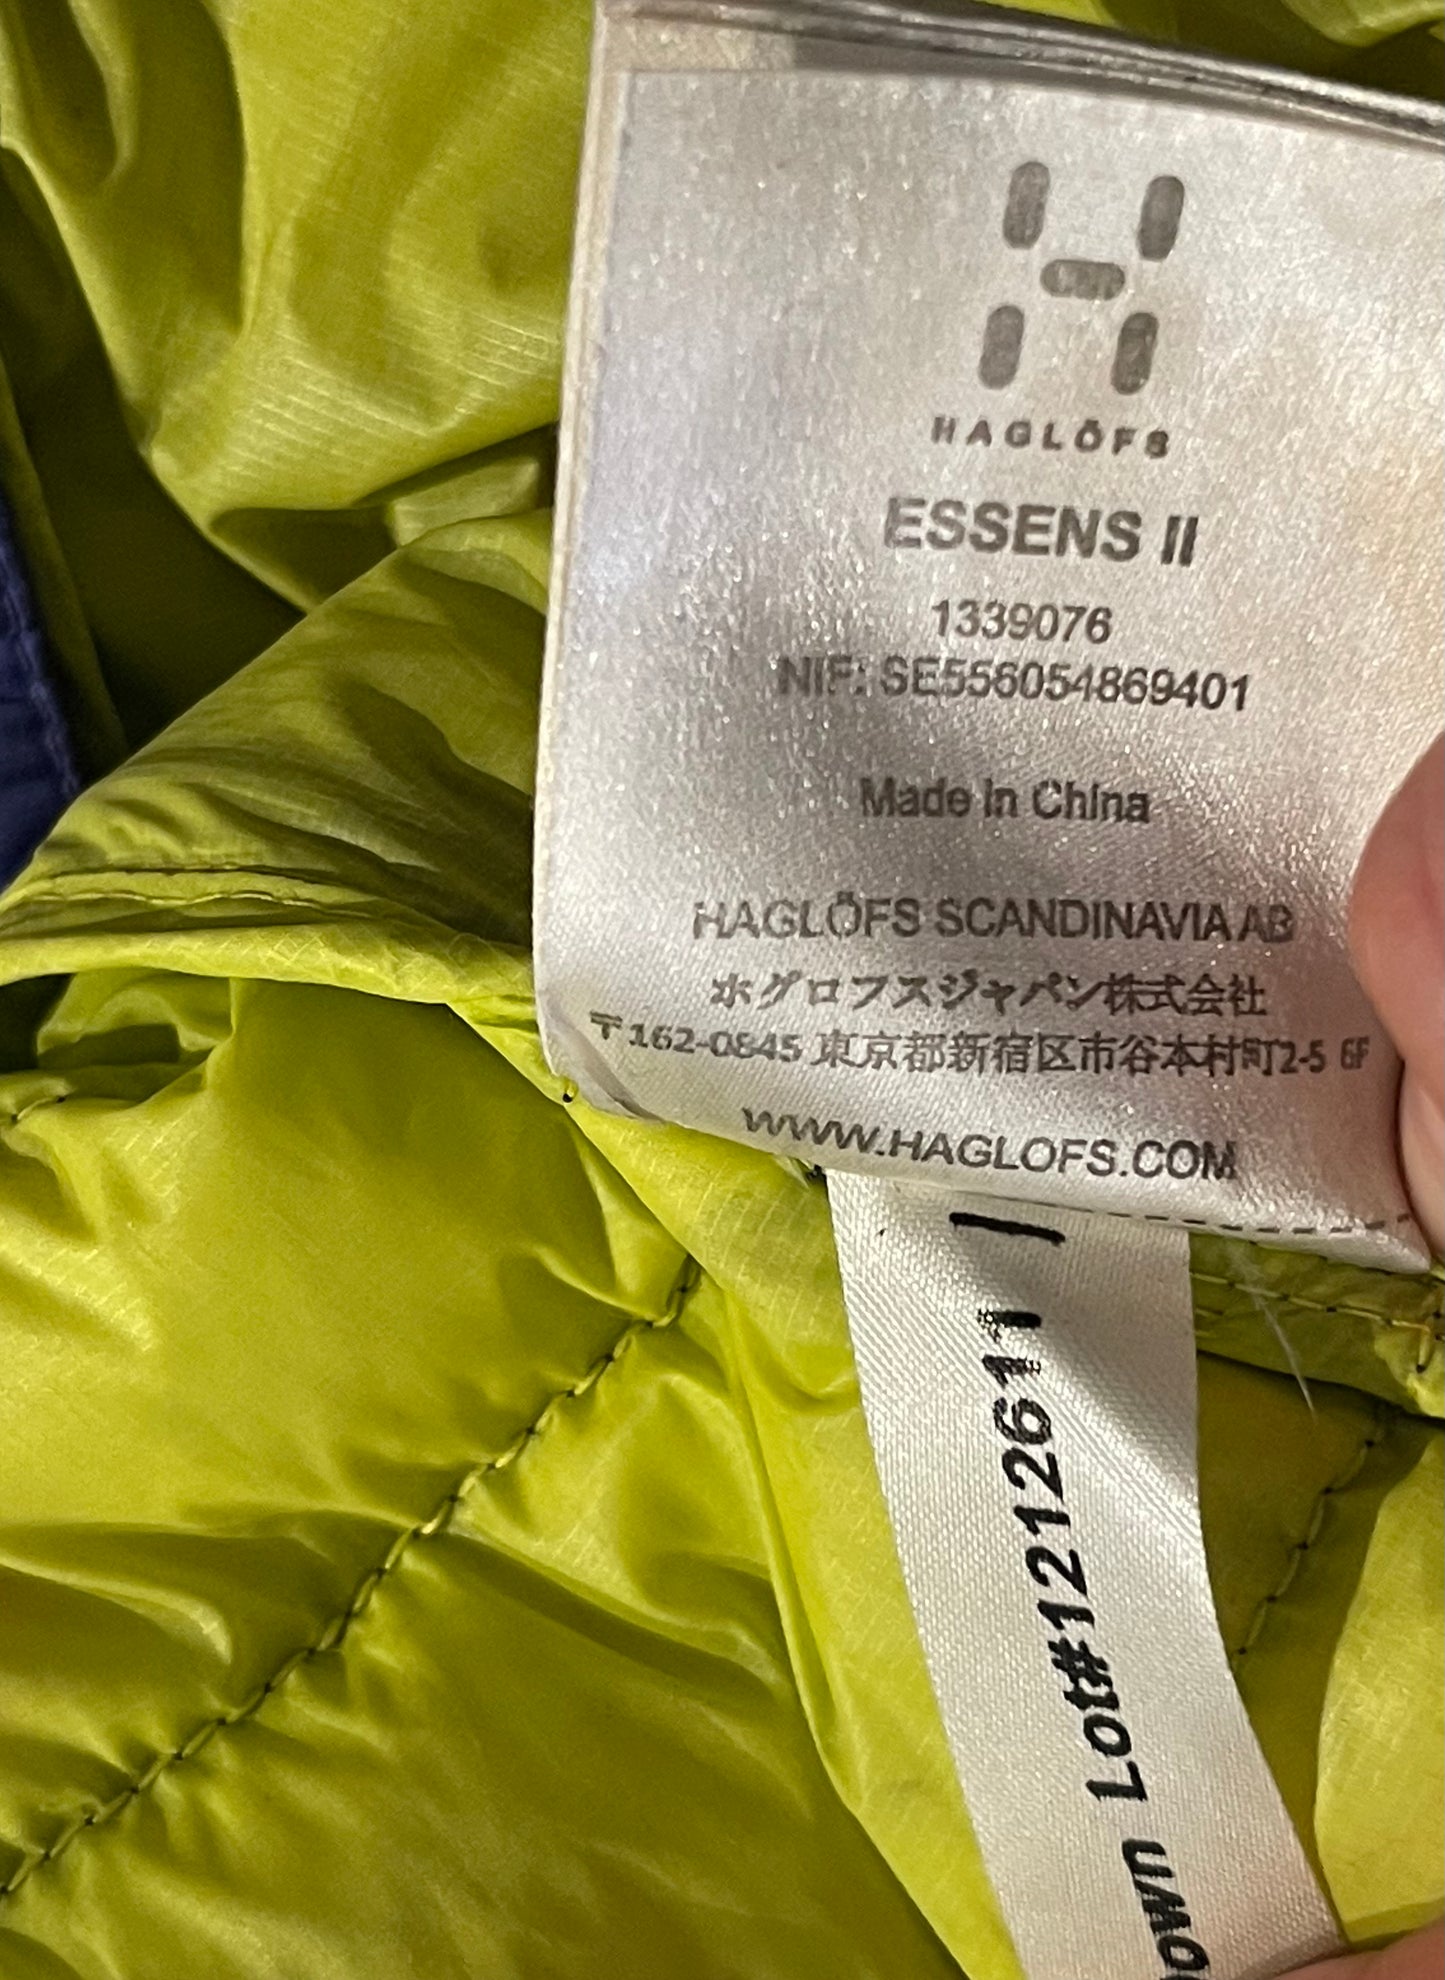 HAGLÖFS
ESSENS II
1339076
NIF: SE556054869401
Made in China
HAGLÖFS SCANDINAVIA AB
ホグロフスジャパン株式会社
〒162-0845 東京都新宿区市谷本村町2-5 6F
WWW.HAGLOFS.COM
own Lot#1212611